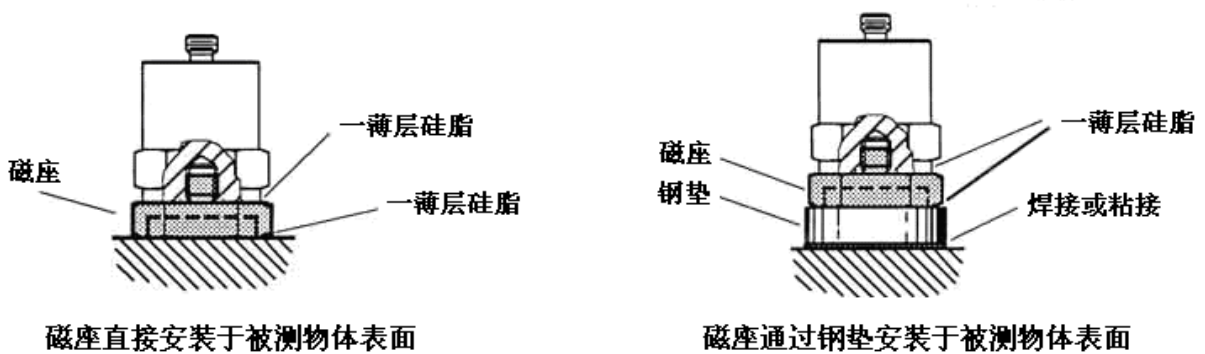 一薄层硅脂
磁座
一薄层硅脂
磁座直接安装于被测物体表面
一薄层硅脂
磁座
钢垫
焊接或粘接
磁座通过钢垫安装于被测物体表面